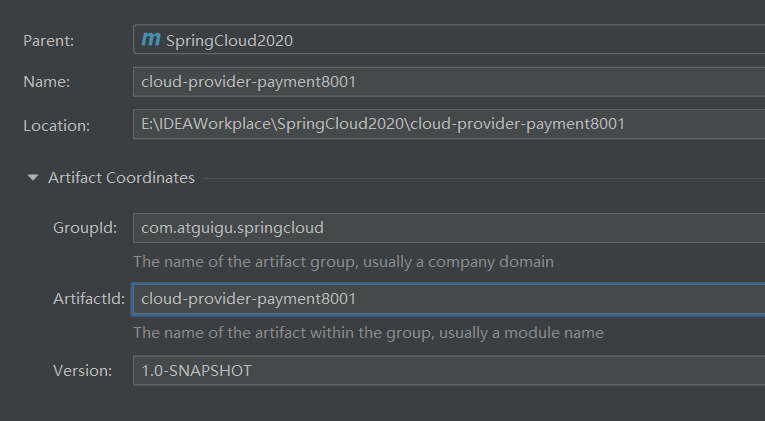 Parent: m SpringCloud2020
Name: cloud-provider-payment8001
Location: E:\IDEAWorkplace\SpringCloud2020\cloud-provider-payment8001
Artifact Coordinates
GroupId: com.atguigu.springcloud
The name of the artifact group, usually a company domain
ArtifactId: cloud-provider-payment8001
The name of the artifact within the group, usually a module name
Version: 1.0-SNAPSHOT